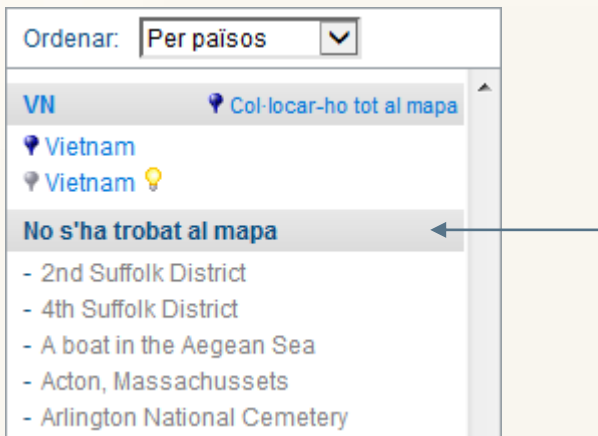 Ordenar: Per països
VN Col·locar-ho tot al mapa
Vietnam
Vietnam
No s'ha trobat al mapa
- 2nd Suffolk District
- 4th Suffolk District
- A boat in the Aegean Sea
- Acton, Massachussets
- Arlington National Cemetery